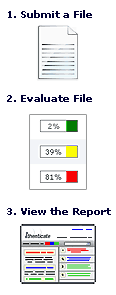 1. Submit a File
2. Evaluate File
2%
39%
81%
3. View the Report
iThenticate